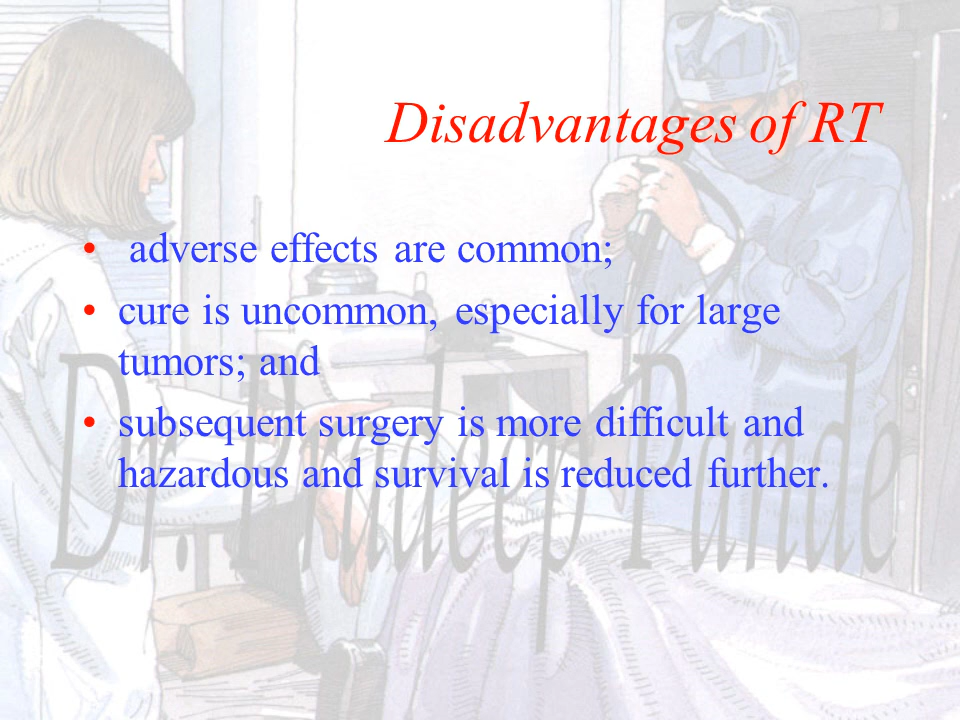 Disadvantages of RT
• adverse effects are common;
• cure is uncommon, especially for large
tumors; and
• subsequent surgery is more difficult and
hazardous and survival is reduced further.
Dr. Pradeep Pande